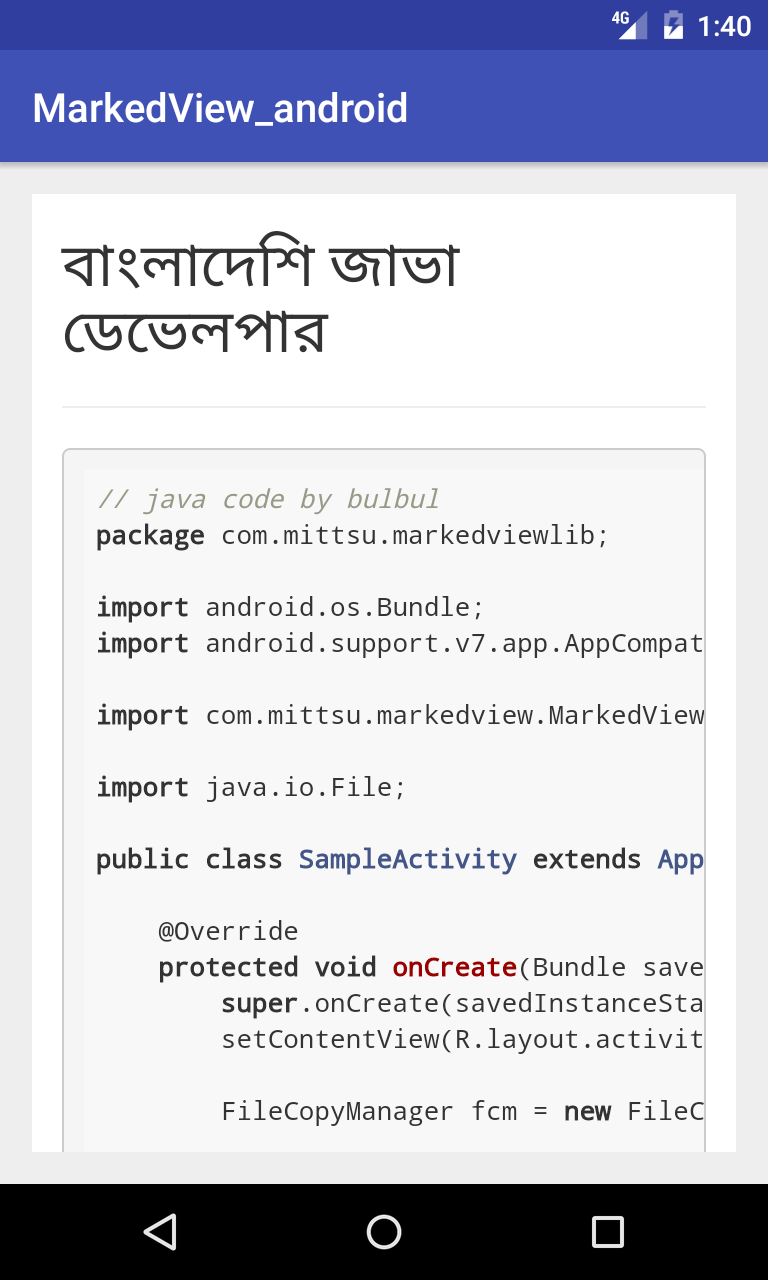 4G 1:40
MarkedView_android
বাংলাদেশি জাভা
ডেভেলপার
// java code by bulbul
package com.mittsu.markedviewlib;
import android.os.Bundle;
import android.support.v7.app.AppCompat
import com.mittsu.markedview.MarkedView
import java.io.File;
public class SampleActivity extends App
@Override
protected void onCreate(Bundle save
super.onCreate(savedInstanceSta
setContentView(R.layout.activit
FileCopyManager fcm = new FileC